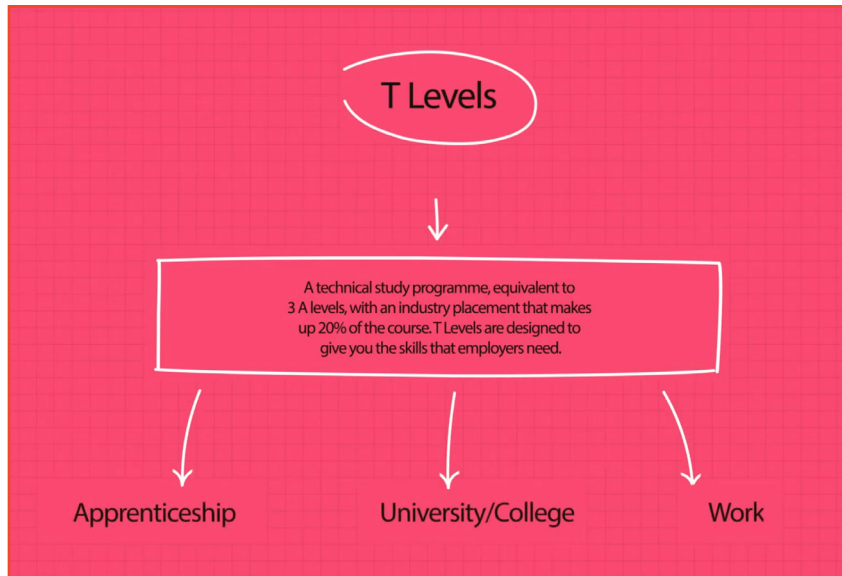 T Levels
A technical study programme, equivalent to
3 A levels, with an industry placement that makes
up 20% of the course. T Levels are designed to
give you the skills that employers need.
Apprenticeship
University/College
Work